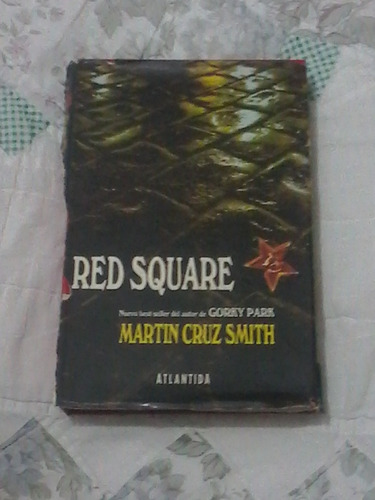 RED SQUARE
Nuevo best-seller del autor de GORKY PARK
MARTIN CRUZ SMITH
ATLANTIDA